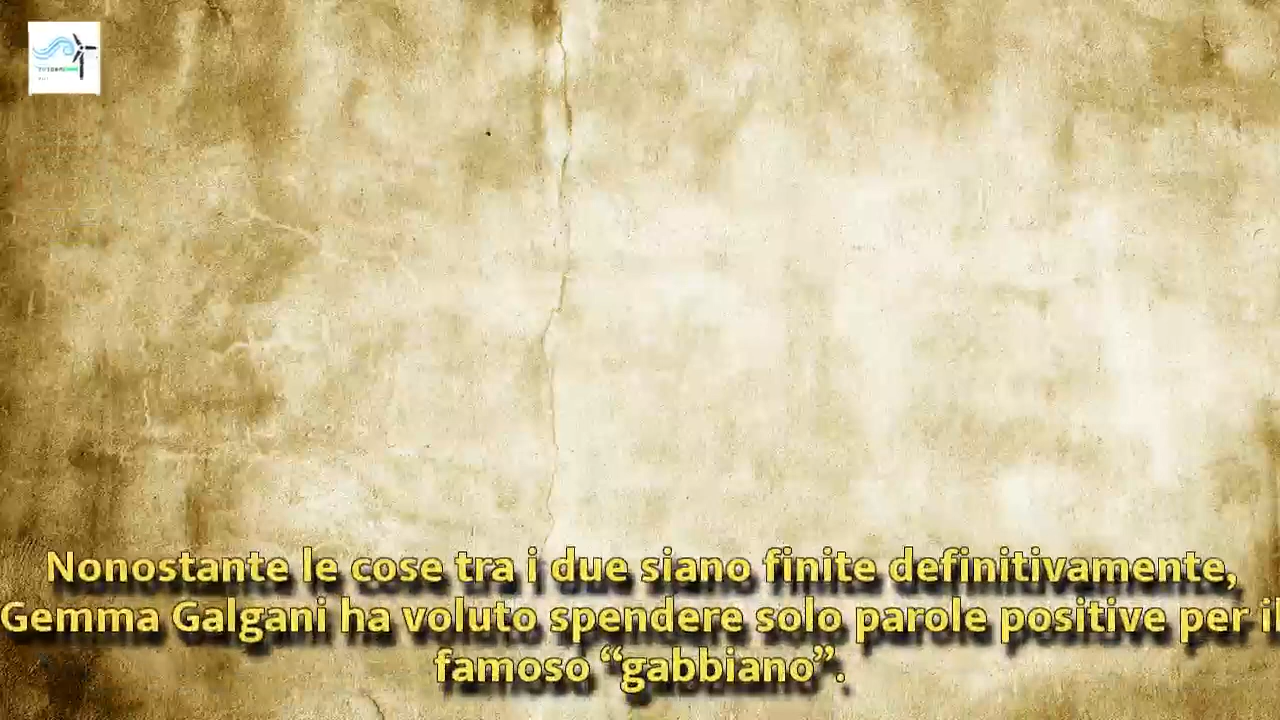 Nonostante le cose tra i due siano finite definitivamente,
Gemma Galgani ha voluto spendere solo parole positive per il
famoso “gabbiano”.